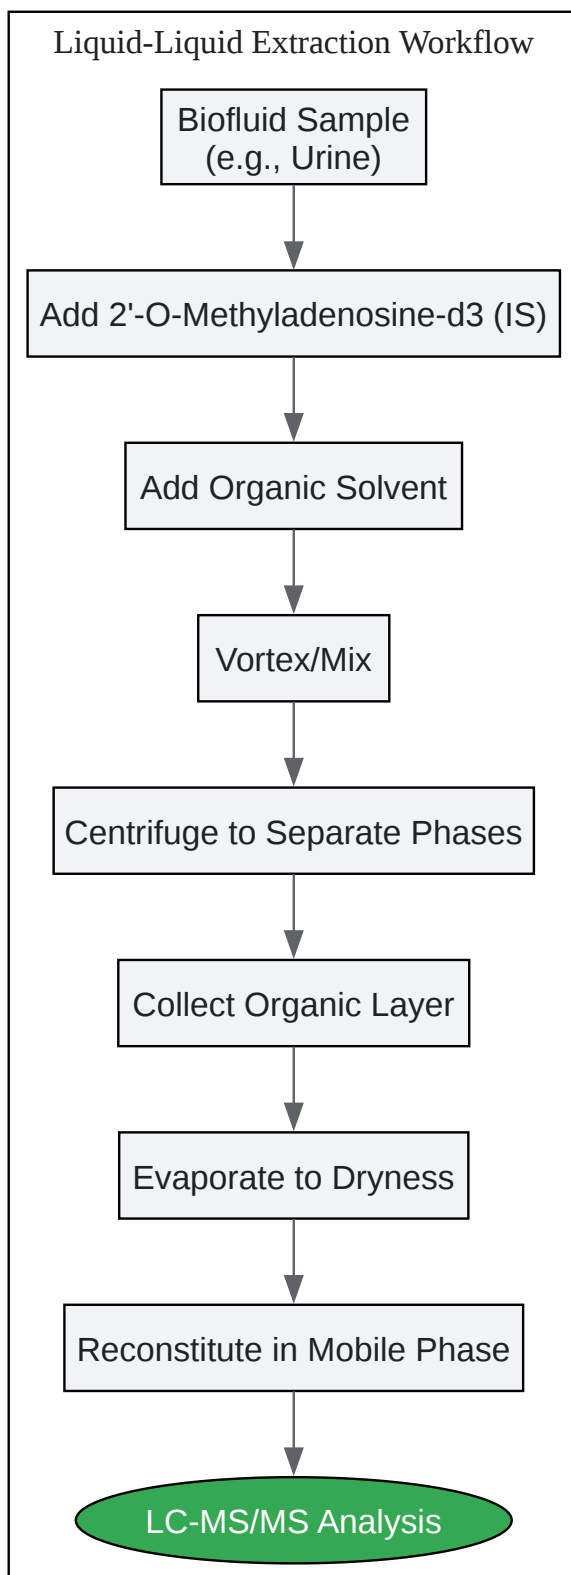 Liquid-Liquid Extraction Workflow
Biofluid Sample
(e.g., Urine)
Add 2'-O-Methyladenosine-d3 (IS)
Add Organic Solvent
Vortex/Mix
Centrifuge to Separate Phases
Collect Organic Layer
Evaporate to Dryness
Reconstitute in Mobile Phase
LC-MS/MS Analysis